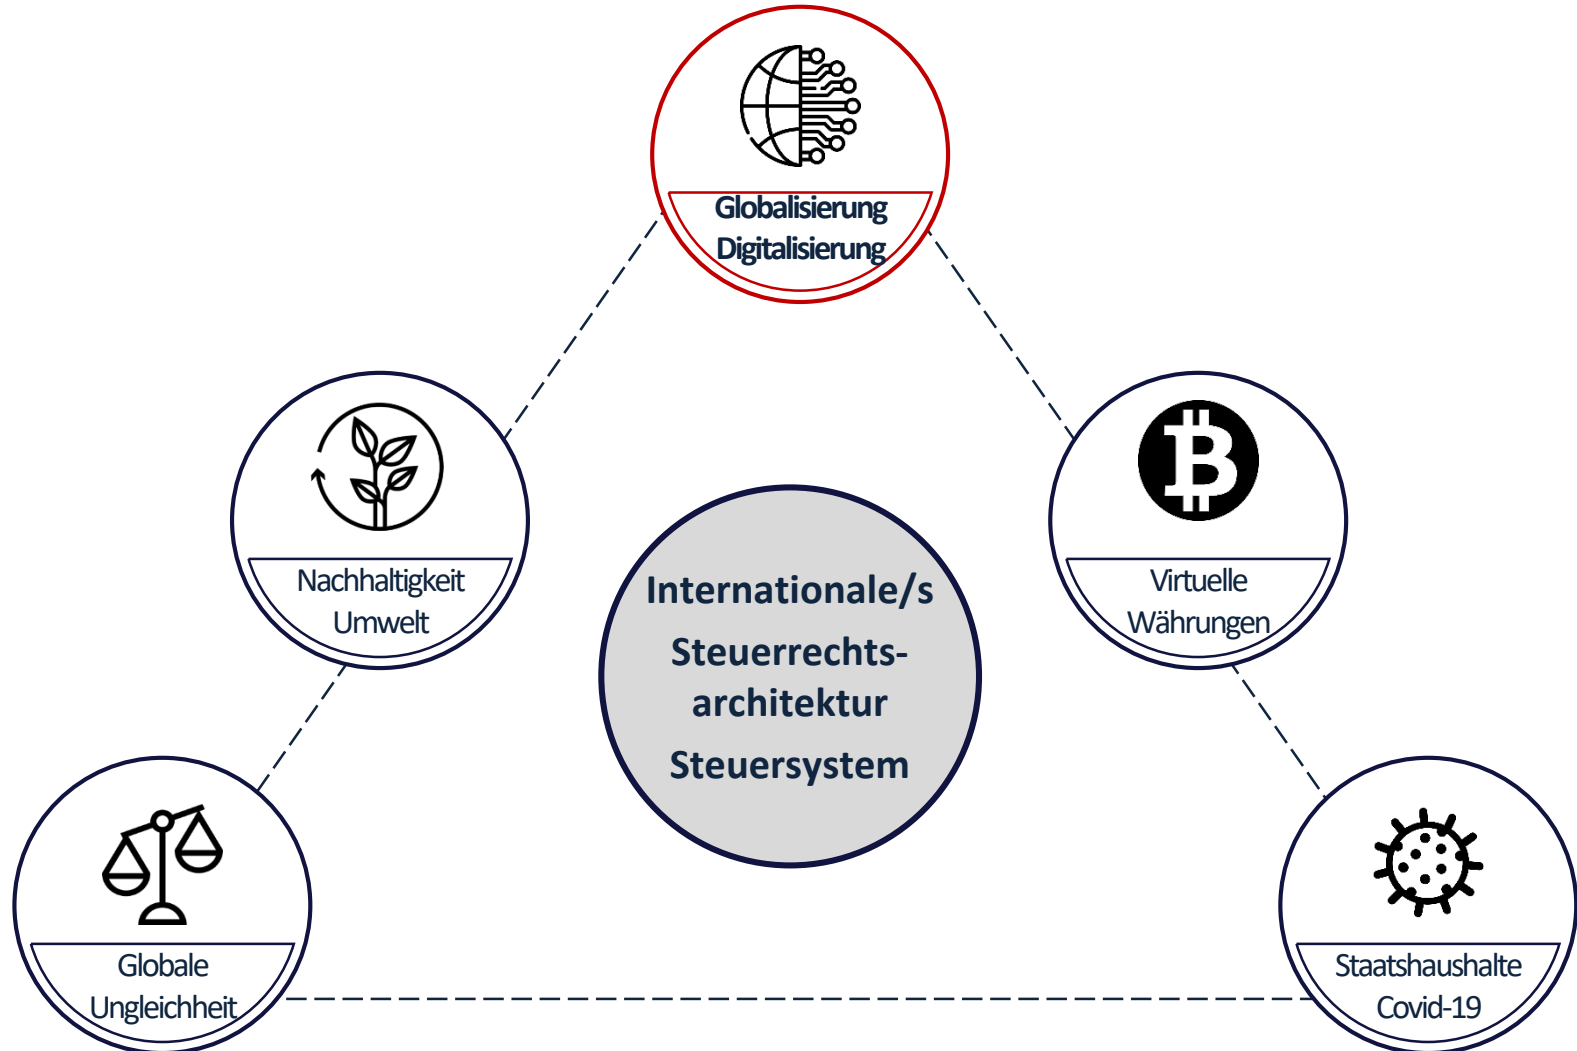 Globalisierung
Digitalisierung
Nachhaltigkeit
Umwelt
Virtuelle
Währungen
Internationale/s
Steuerrechts-
architektur
Steuersystem
Globale
Ungleichheit
Staatshaushalte
Covid-19